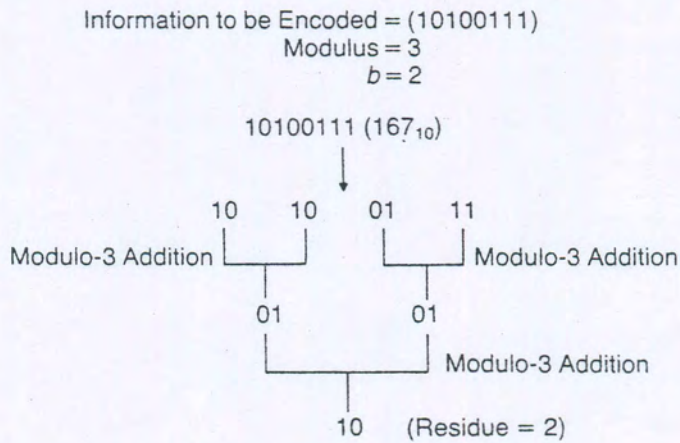 Information to be Encoded = (10100111)
Modulus = 3
b = 2
10100111 (167₁₀)
10 10 01 11
Modulo-3 Addition Modulo-3 Addition
01 01
Modulo-3 Addition
10 (Residue = 2)